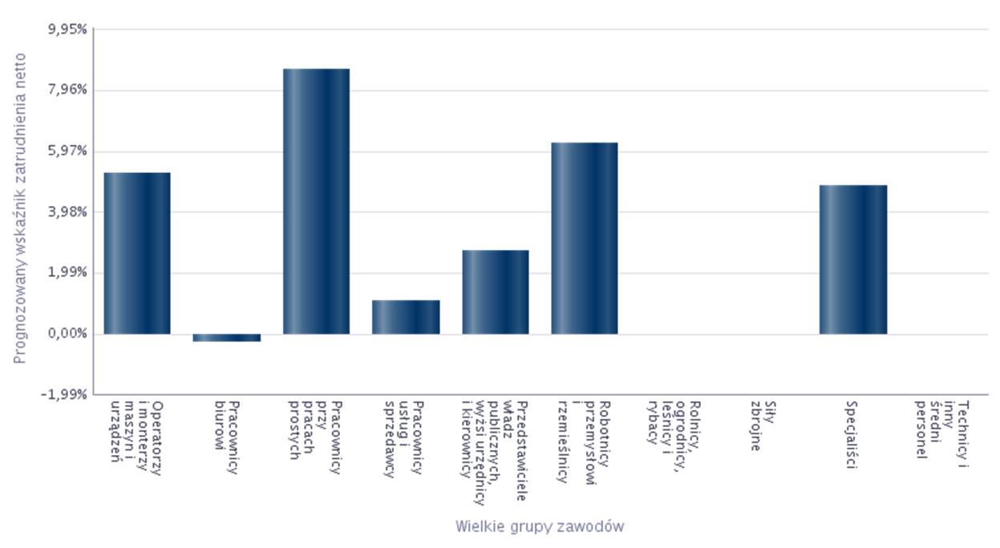 9,95%
7,96%
5,97%
3,98%
1,99%
0,00%
-1,99%
Prognozowany wskaźnik zatrudnienia netto
Operatorzy
i monterzy
maszyn i
urządzeń
Pracownicy
biurowi
Pracownicy
przy
pracach
prostych
Pracownicy
usług i
sprzedawcy
Przedstawiciele
władz
publicznych,
wyżsi urzędnicy
i kierownicy
Robotnicy
przemysłowi
i
rzemieślnicy
Rolnicy,
ogrodnicy,
leśnicy i
rybacy
Siły
zbrojne
Specjaliści
Technicy i
inny
średni
personel
Wielkie grupy zawodów